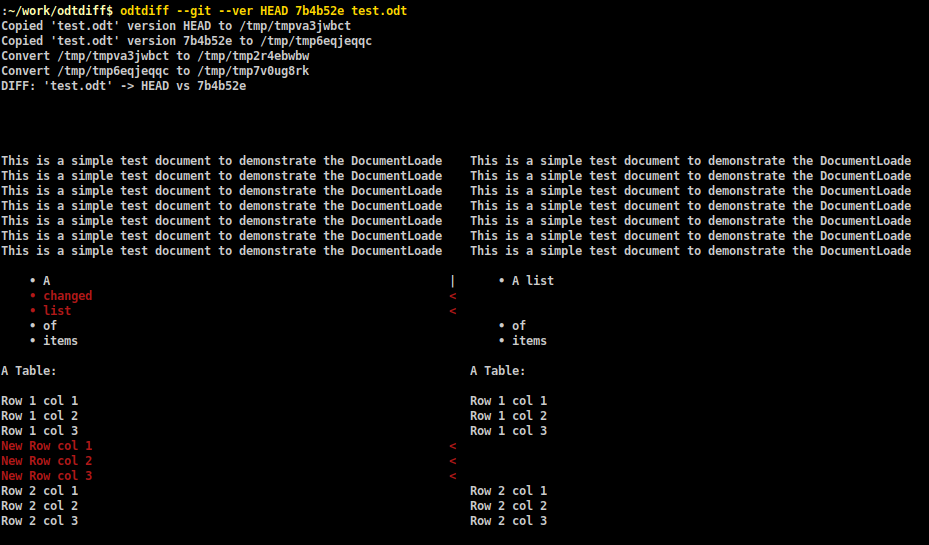 :~/work/odtdiff$ odtdiff --git --ver HEAD 7b4b52e test.odt
Copied 'test.odt' version HEAD to /tmp/tmpva3jwbct
Copied 'test.odt' version 7b4b52e to /tmp/tmp6eqjeqqc
Convert /tmp/tmpva3jwbct to /tmp/tmp2r4ebwbw
Convert /tmp/tmp6eqjeqqc to /tmp/tmp7v0ug8rk
DIFF: 'test.odt' -> HEAD vs 7b4b52e
This is a simple test document to demonstrate the DocumentLoade    This is a simple test document to demonstrate the DocumentLoade
This is a simple test document to demonstrate the DocumentLoade    This is a simple test document to demonstrate the DocumentLoade
This is a simple test document to demonstrate the DocumentLoade    This is a simple test document to demonstrate the DocumentLoade
This is a simple test document to demonstrate the DocumentLoade    This is a simple test document to demonstrate the DocumentLoade
This is a simple test document to demonstrate the DocumentLoade    This is a simple test document to demonstrate the DocumentLoade
This is a simple test document to demonstrate the DocumentLoade    This is a simple test document to demonstrate the DocumentLoade
This is a simple test document to demonstrate the DocumentLoade    This is a simple test document to demonstrate the DocumentLoade
• A    |    • A list
• changed    <
• list    <
• of    • of
• items    • items
A Table:    A Table:
Row 1 col 1    Row 1 col 1
Row 1 col 2    Row 1 col 2
Row 1 col 3    Row 1 col 3
New Row col 1    <
New Row col 2    <
New Row col 3    <
Row 2 col 1    Row 2 col 1
Row 2 col 2    Row 2 col 2
Row 2 col 3    Row 2 col 3